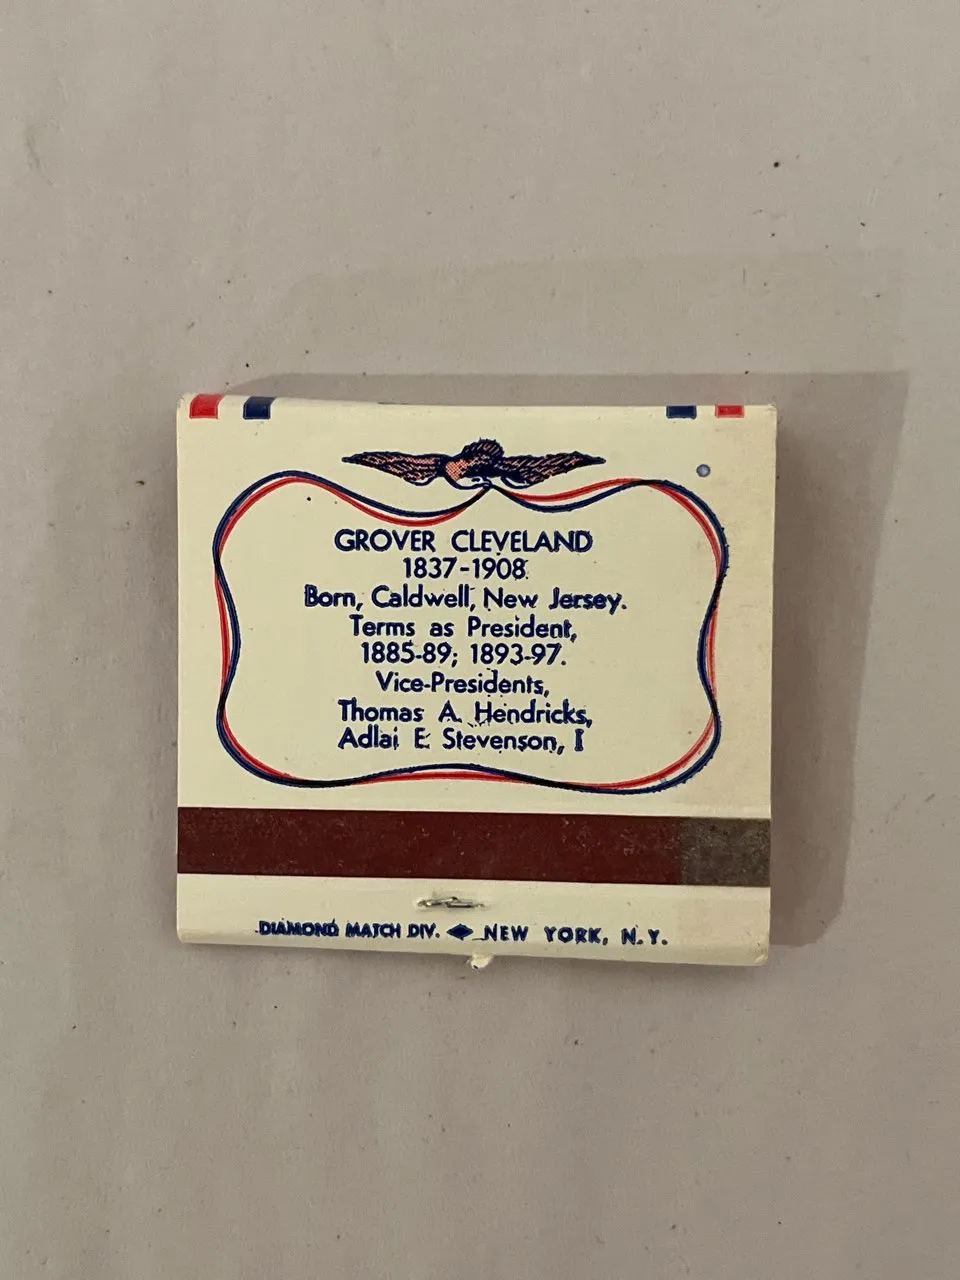 GROVER CLEVELAND
1837-1908.
Born, Caldwell, New Jersey.
Terms as President,
1885-89; 1893-97.
Vice-Presidents,
Thomas A. Hendricks,
Adlai E. Stevenson, I
DIAMOND MATCH DIV. NEW YORK, N.Y.